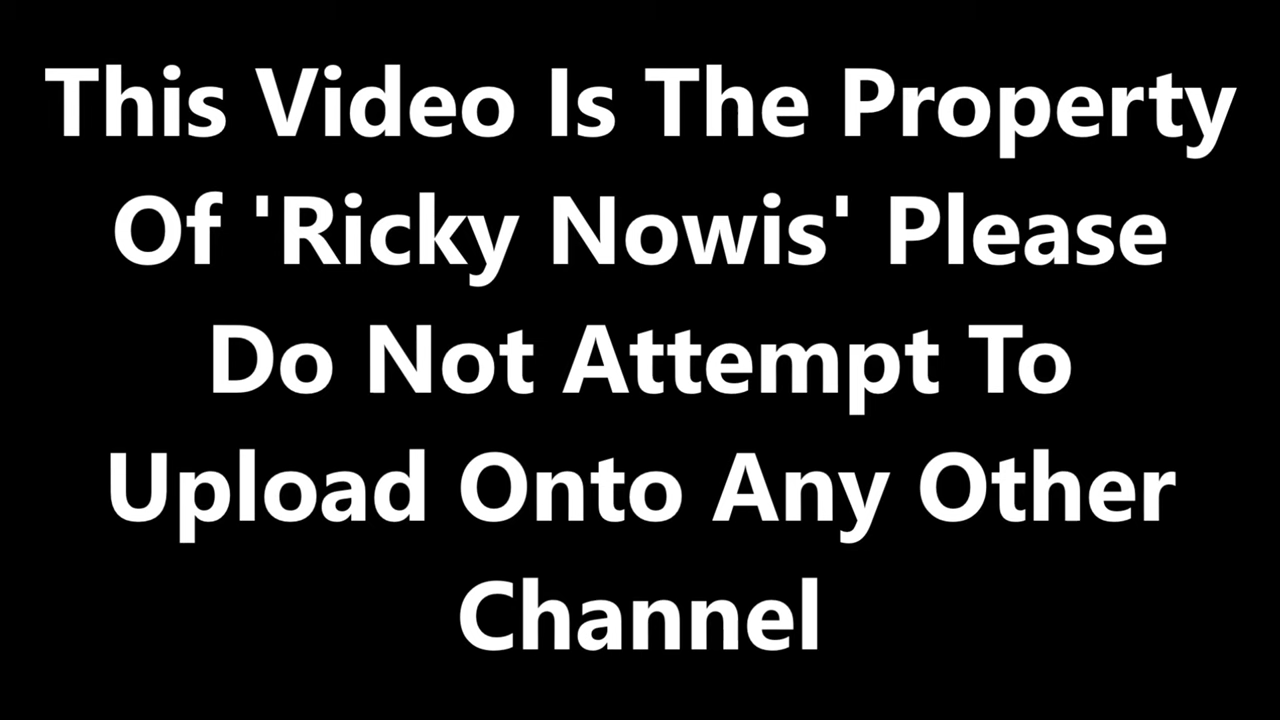 This Video Is The Property
Of 'Ricky Nowis' Please
Do Not Attempt To
Upload Onto Any Other
Channel